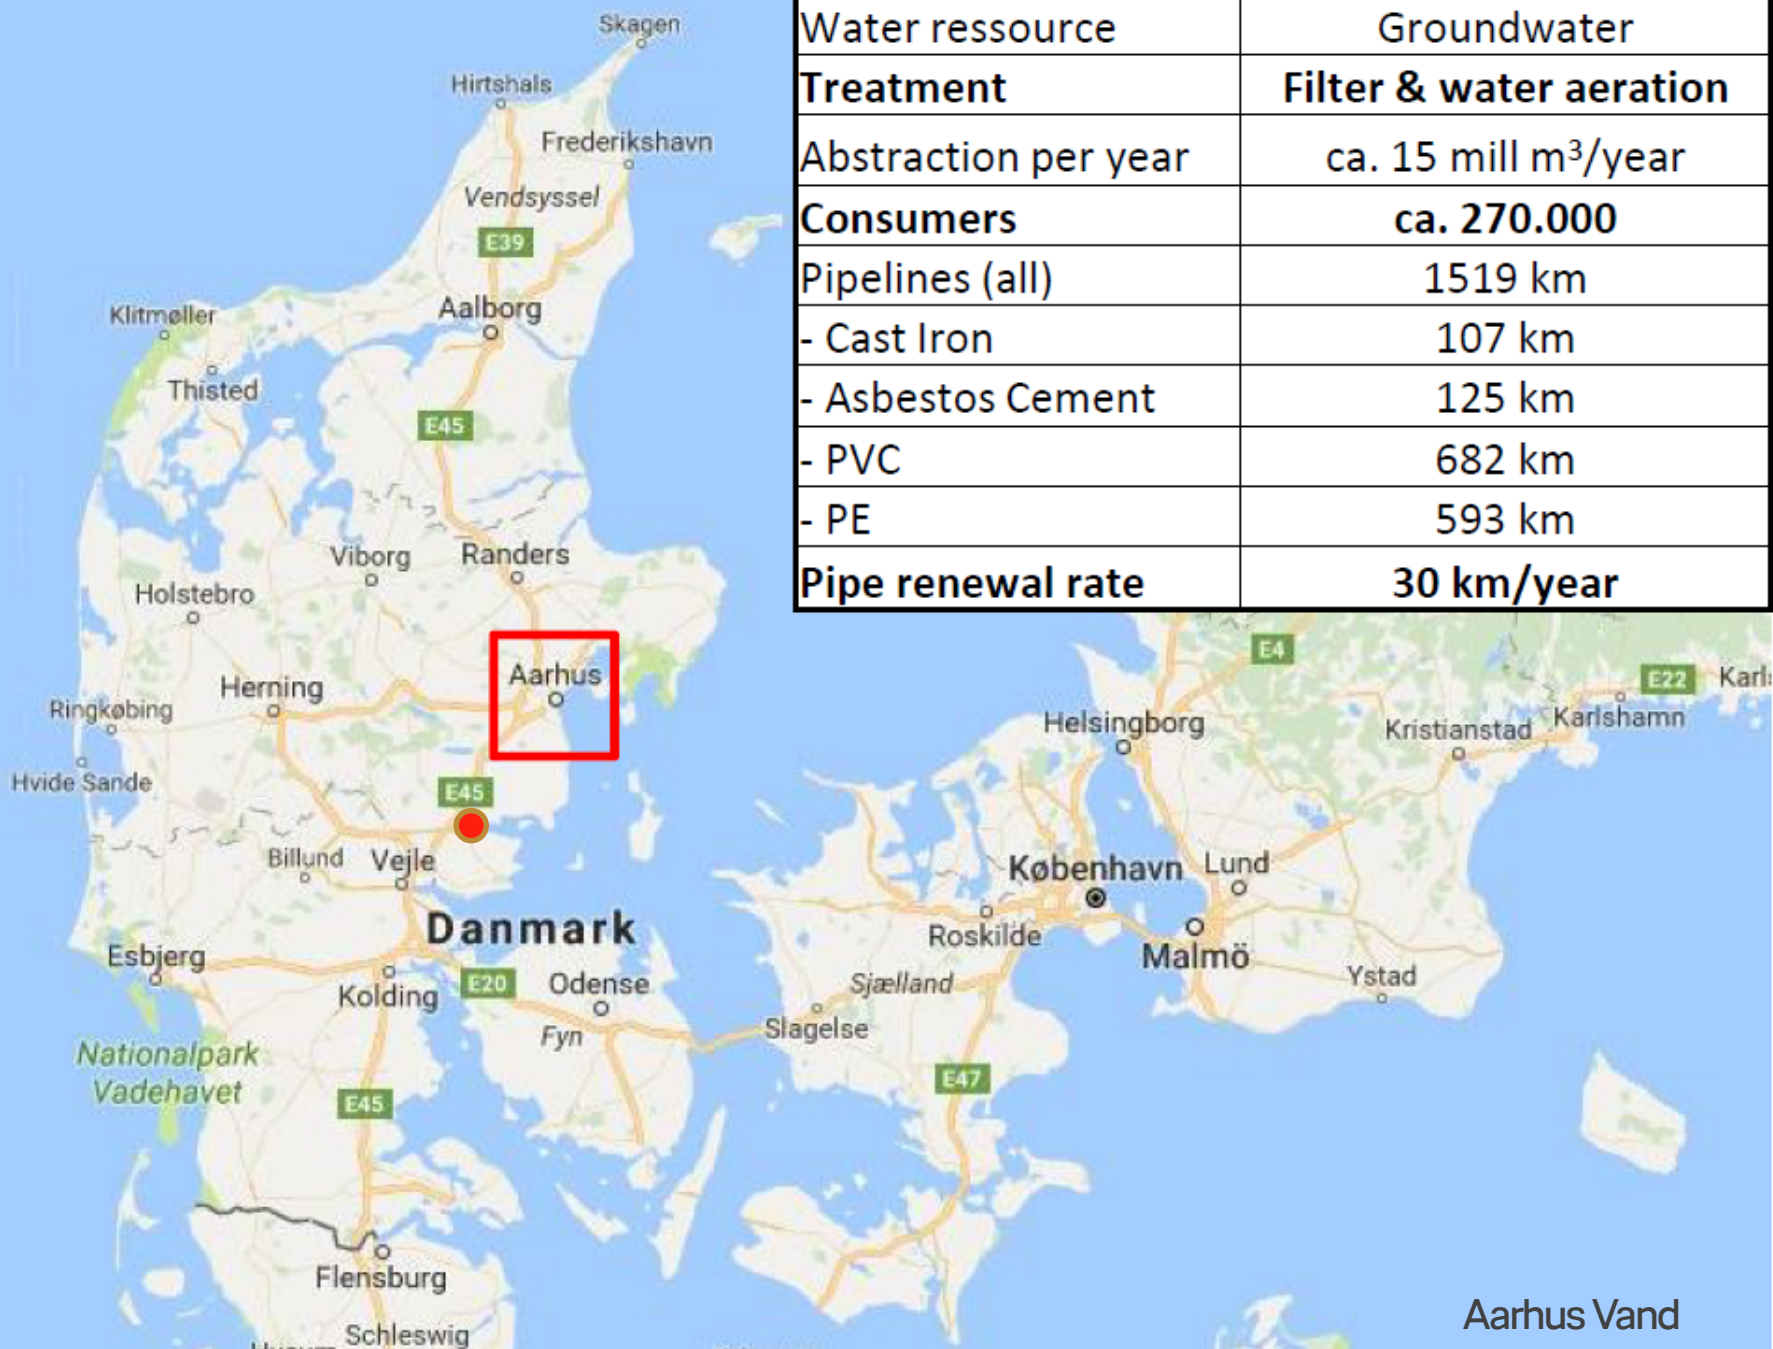 Water ressource Groundwater
Treatment Filter & water aeration
Abstraction per year ca. 15 mill m³/year
Consumers ca. 270.000
Pipelines (all) 1519 km
- Cast Iron 107 km
- Asbestos Cement 125 km
- PVC 682 km
- PE 593 km
Pipe renewal rate 30 km/year
Skagen
Hirtshals
Frederikshavn
Vendsyssel
E39
Aalborg
Klitmøller
Thisted
E45
Viborg
Randers
Holstebro
Aarhus
Herning
Ringkøbing
Hvide Sande
E45
Billund
Vejle
Danmark
Esbjerg
Kolding
E20
Odense
Fyn
Nationalpark
Vadehavet
E45
Flensburg
Schleswig
E4
E22
Helsingborg
Kristianstad
Karlshamn
København
Lund
Roskilde
Malmö
Sjælland
Ystad
Slagelse
E47
Aarhus Vand